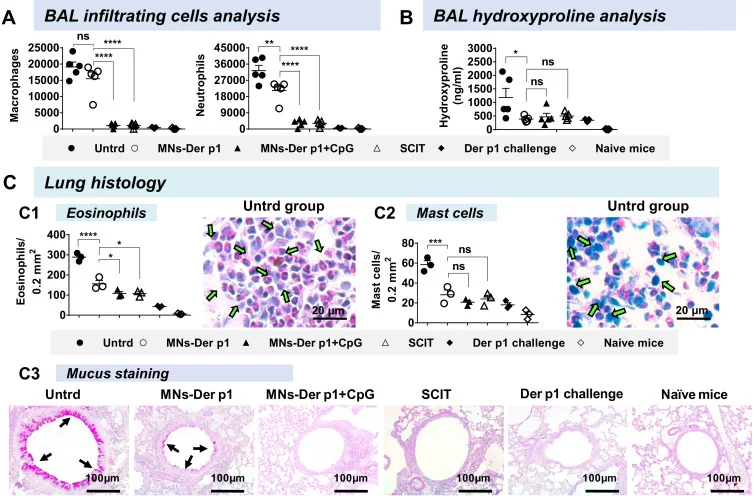 A BAL infiltrating cells analysis
B BAL hydroxyproline analysis
Macrophages
25000
20000
15000
10000
5000
0
ns
****
****
Neutrophils
45000
36000
27000
18000
9000
0
**
****
****
Hydroxyproline
(ng/ml)
3000
2500
2000
1500
1000
500
0
*
ns
ns
Untrd MNs-Der p1 MNs-Der p1+CpG SCIT Der p1 challenge Naive mice
C Lung histology
C1 Eosinophils
Untrd group
Eosinophils/
0.2 mm2
400
300
200
100
0
****
*
*
20 µm
C2 Mast cells
Untrd group
Mast cells/
0.2 mm2
80
60
40
20
0
***
ns
ns
20 µm
Untrd MNs-Der p1 MNs-Der p1+CpG SCIT Der p1 challenge Naive mice
C3 Mucus staining
Untrd MNs-Der p1 MNs-Der p1+CpG SCIT Der p1 challenge Naïve mice
100µm 100µm 100µm 100µm 100µm 100µm